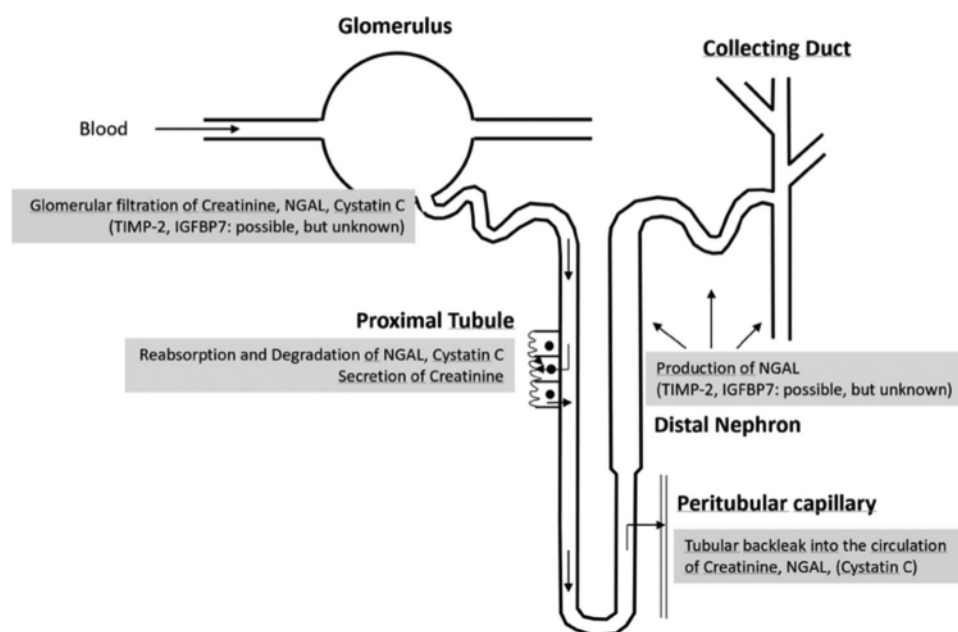 Glomerulus
Collecting Duct
Blood
Glomerular filtration of Creatinine, NGAL, Cystatin C
(TIMP-2, IGFBP7: possible, but unknown)
Proximal Tubule
Reabsorption and Degradation of NGAL, Cystatin C
Secretion of Creatinine
Production of NGAL
(TIMP-2, IGFBP7: possible, but unknown)
Distal Nephron
Peritubular capillary
Tubular backleak into the circulation
of Creatinine, NGAL, (Cystatin C)